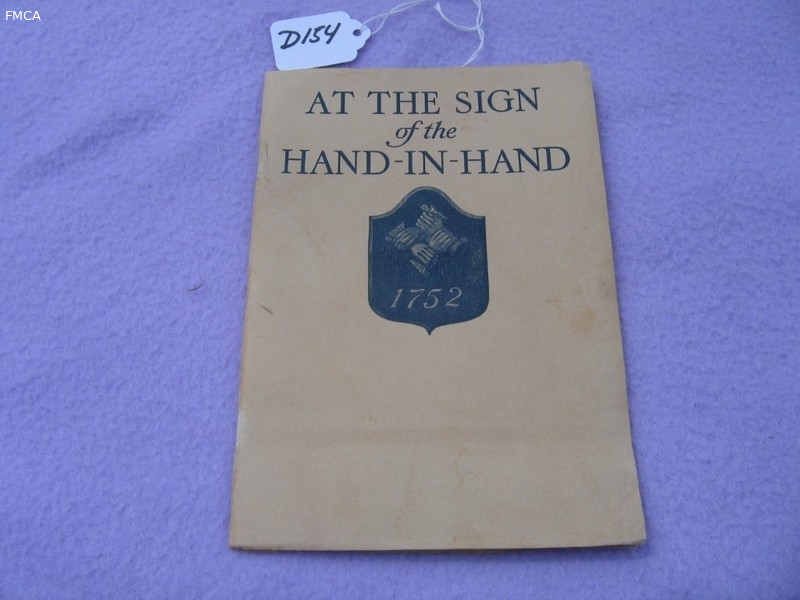 FMCA
D154
AT THE SIGN
of the
HAND-IN-HAND
1752